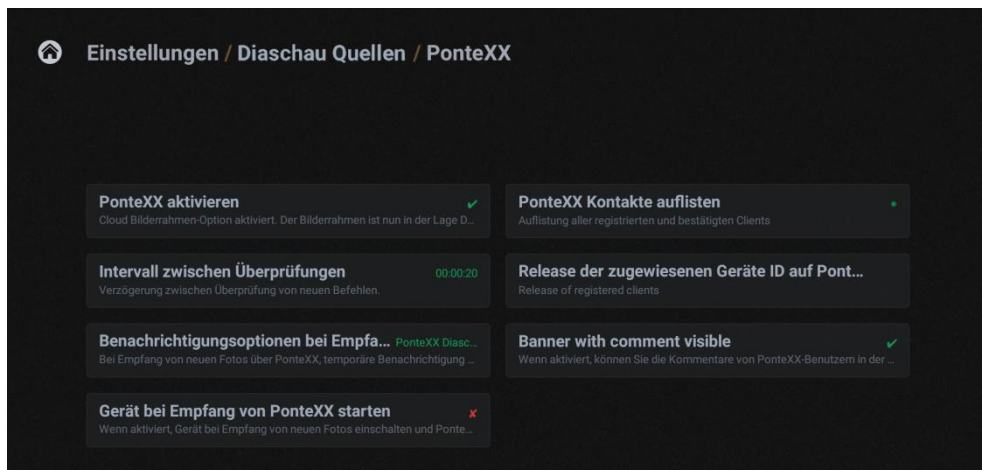 Einstellungen / Diaschau Quellen / PonteXX
PonteXX aktivieren
Cloud Bilderrahmen-Option aktiviert. Der Bilderrahmen ist nun in der Lage D...
PonteXX Kontakte auflisten
Auflistung aller registrierten und bestätigten Clients
Intervall zwischen Überprüfungen 00:00:20
Verzögerung zwischen Überprüfung von neuen Befehlen.
Release der zugewiesenen Geräte ID auf Pont...
Release of registered clients
Benachrichtigungsoptionen bei Empfa... PonteXX Diasc...
Bei Empfang von neuen Fotos über PonteXX, temporäre Benachrichtigung ...
Banner with comment visible
Wenn aktiviert, können Sie die Kommentare von PonteXX-Benutzern in der ...
Gerät bei Empfang von PonteXX starten
Wenn aktiviert, Gerät bei Empfang von neuen Fotos einschalten und Ponte...